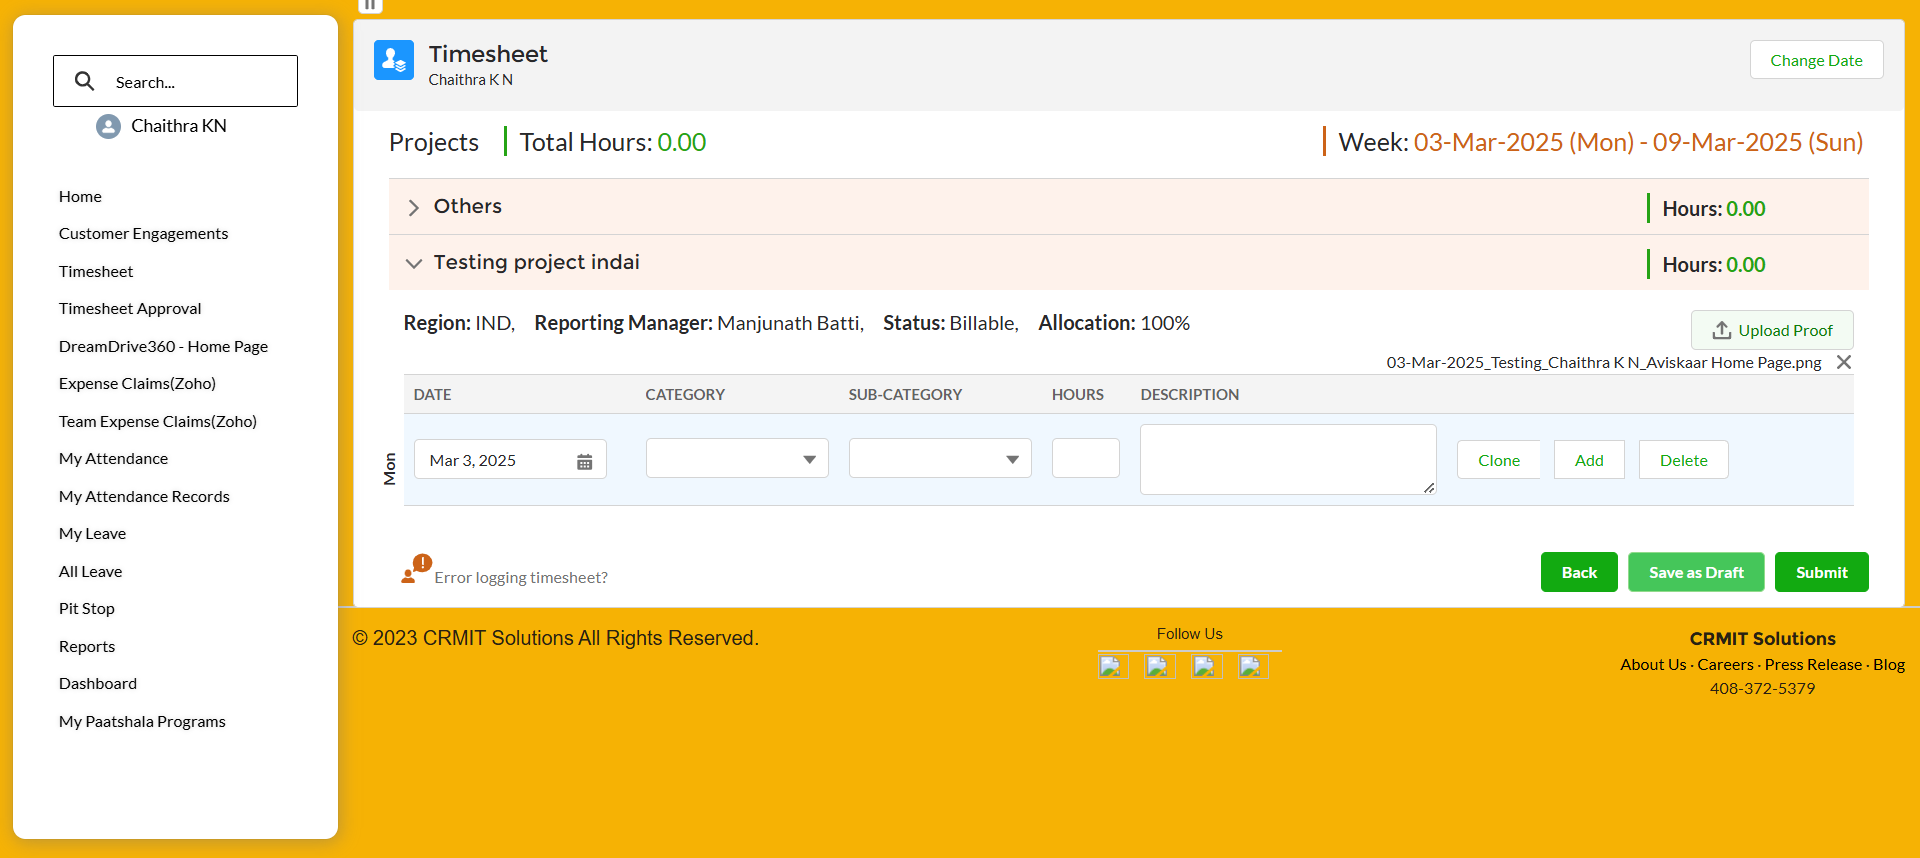 Search...
Chaithra KN
Home
Customer Engagements
Timesheet
Timesheet Approval
DreamDrive360 - Home Page
Expense Claims(Zoho)
Team Expense Claims(Zoho)
My Attendance
My Attendance Records
My Leave
All Leave
Pit Stop
Reports
Dashboard
My Paatshala Programs
Timesheet
Chaithra K N
Change Date
Projects Total Hours: 0.00 Week: 03-Mar-2025 (Mon) - 09-Mar-2025 (Sun)
Others Hours: 0.00
Testing project indai Hours: 0.00
Region: IND, Reporting Manager: Manjunath Batti, Status: Billable, Allocation: 100%
Upload Proof
03-Mar-2025_Testing_Chaithra K N_Aviskaar Home Page.png
DATE CATEGORY SUB-CATEGORY HOURS DESCRIPTION
Mon Mar 3, 2025 Clone Add Delete
Error logging timesheet? Back Save as Draft Submit
© 2023 CRMIT Solutions All Rights Reserved.
Follow Us
CRMIT Solutions
About Us · Careers · Press Release · Blog
408-372-5379